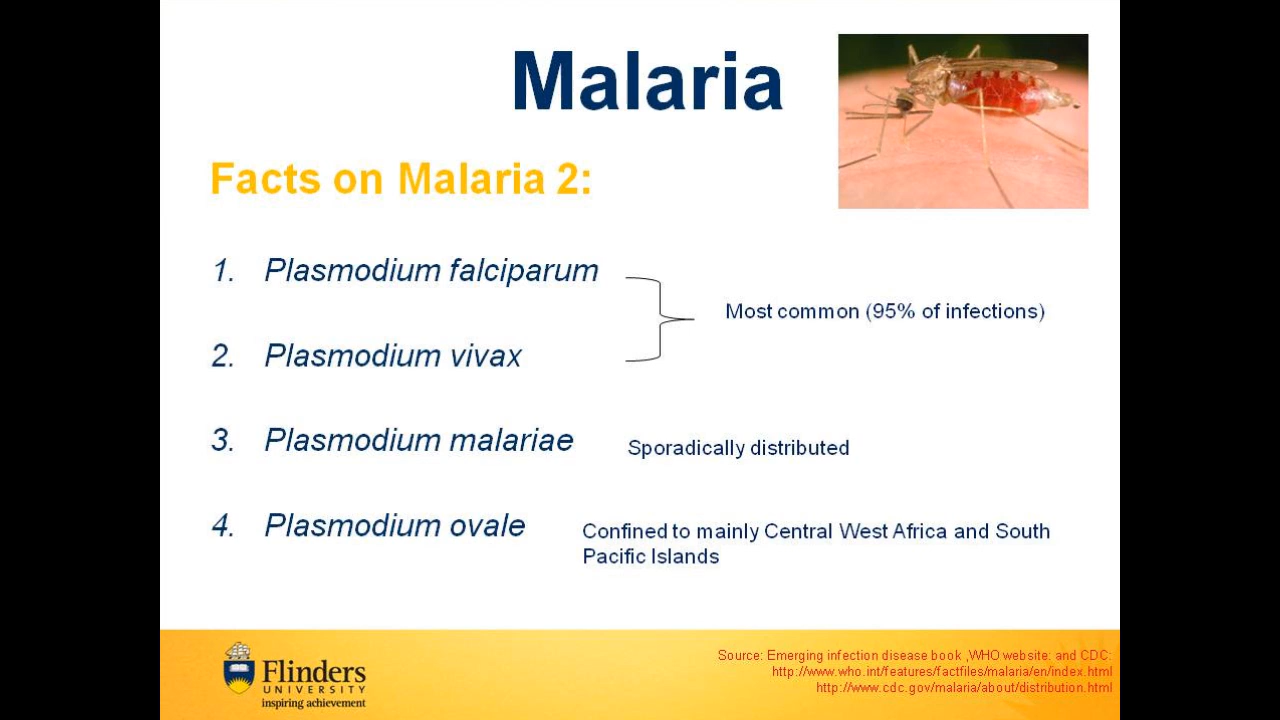 Malaria
Facts on Malaria 2:
1. Plasmodium falciparum
Most common (95% of infections)
2. Plasmodium vivax
3. Plasmodium malariae
Sporadically distributed
4. Plasmodium ovale
Confined to mainly Central West Africa and South
Pacific Islands
Flinders
UNIVERSITY
inspiring achievement
Source: Emerging infection disease book ,WHO website: and CDC:
http://www.who.int/features/factfiles/malaria/en/index.html
http://www.cdc.gov/malaria/about/distribution.html